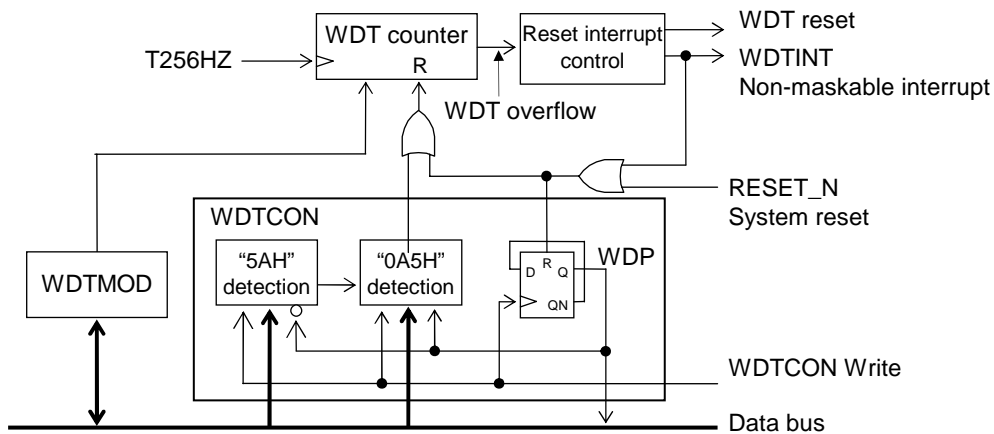 WDT counter
R
T256HZ
Reset interrupt
control
WDT reset
WDTINT
Non-maskable interrupt
WDT overflow
RESET_N
System reset
WDTCON
WDTMOD
“5AH”
detection
“0A5H”
detection
WDP
D
R
Q
QN
WDTCON Write
Data bus